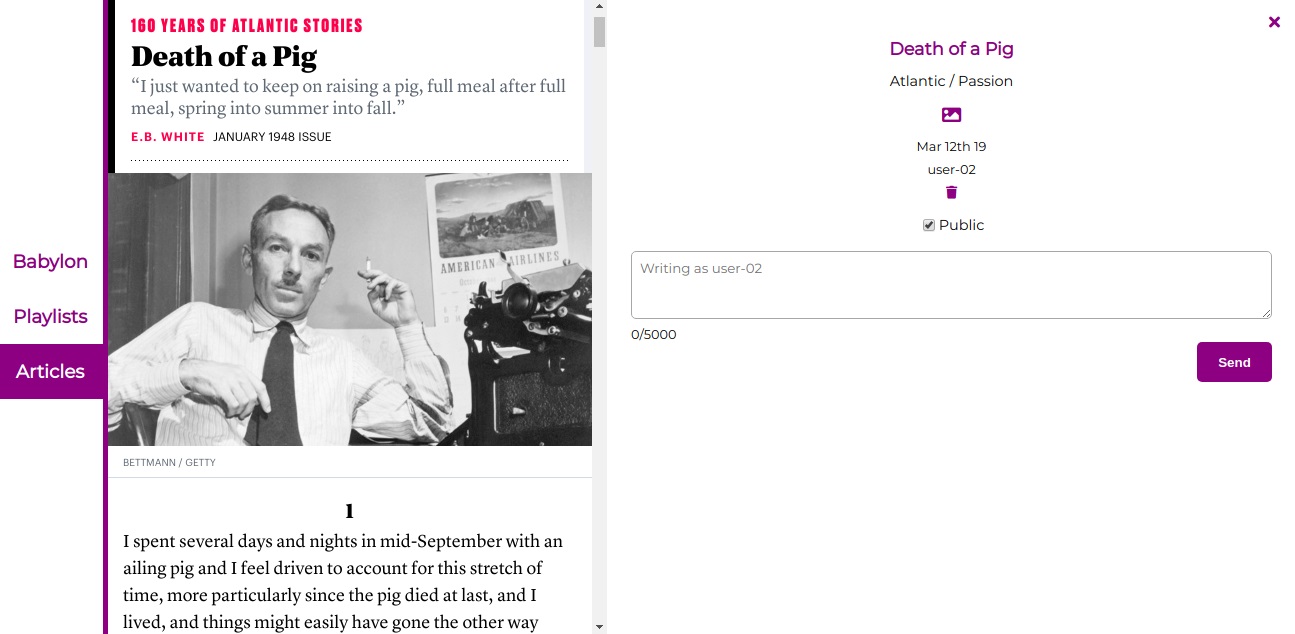 160 YEARS OF ATLANTIC STORIES
Death of a Pig
“I just wanted to keep on raising a pig, full meal after full
meal, spring into summer into fall.”
E.B. WHITE JANUARY 1948 ISSUE
AMERICAN AIRLINES
BETTMANN / GETTY
1
I spent several days and nights in mid-September with an
ailing pig and I feel driven to account for this stretch of
time, more particularly since the pig died at last, and I
lived, and things might easily have gone the other way
Babylon
Playlists
Articles
Death of a Pig
Atlantic / Passion
Mar 12th 19
user-02
Public
Writing as user-02
0/5000
Send